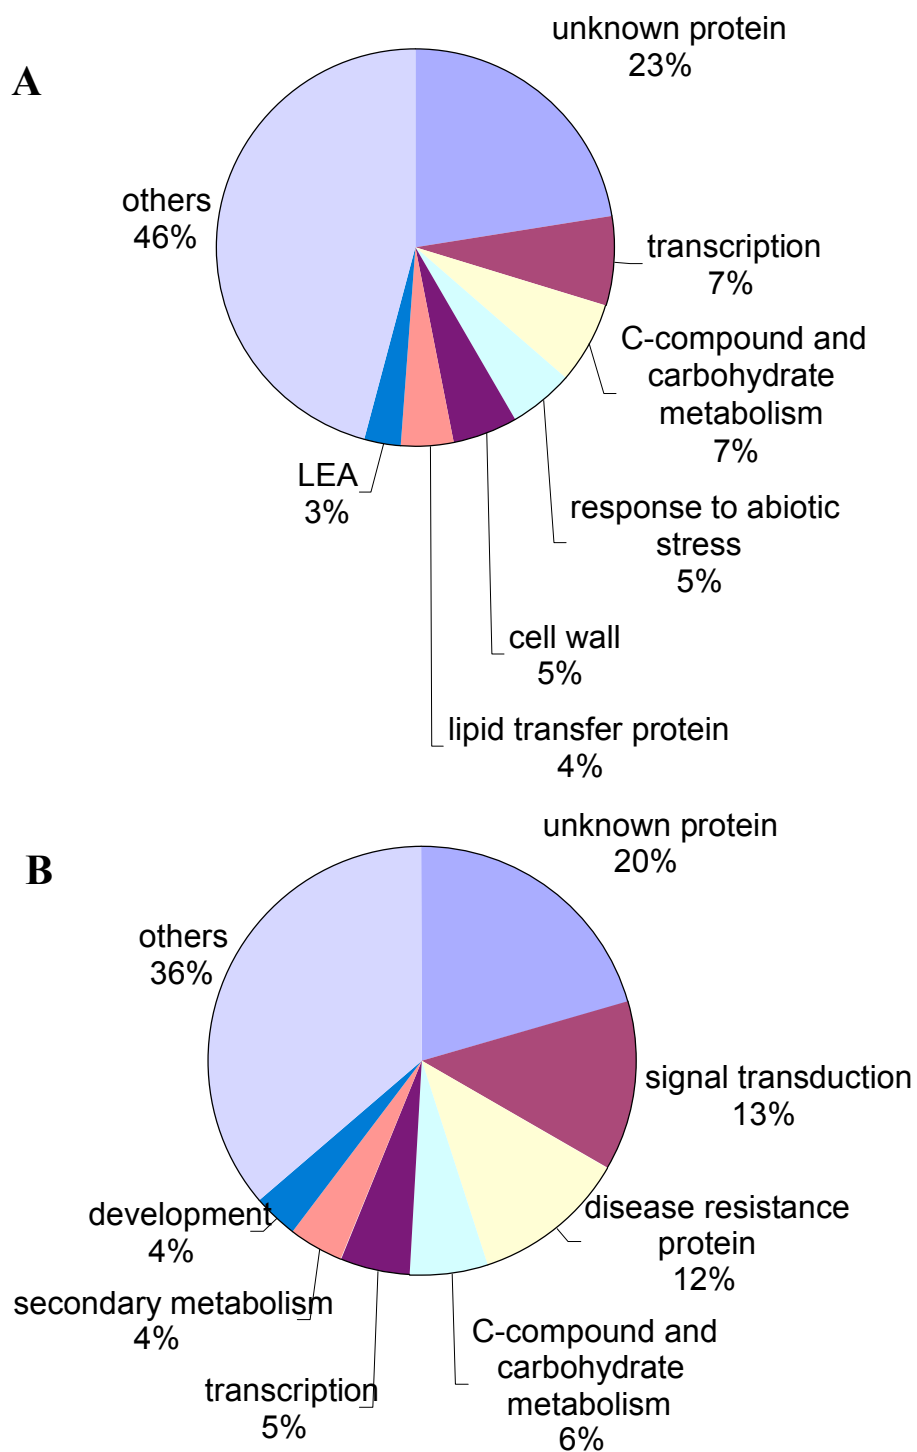 A
unknown protein
23%
others
46%
transcription
7%
C-compound and
carbohydrate
metabolism
7%
LEA
3%
response to abiotic
stress
5%
cell wall
5%
lipid transfer protein
4%
B
unknown protein
20%
others
36%
signal transduction
13%
disease resistance
protein
12%
development
4%
secondary metabolism
4%
C-compound and
carbohydrate
metabolism
6%
transcription
5%